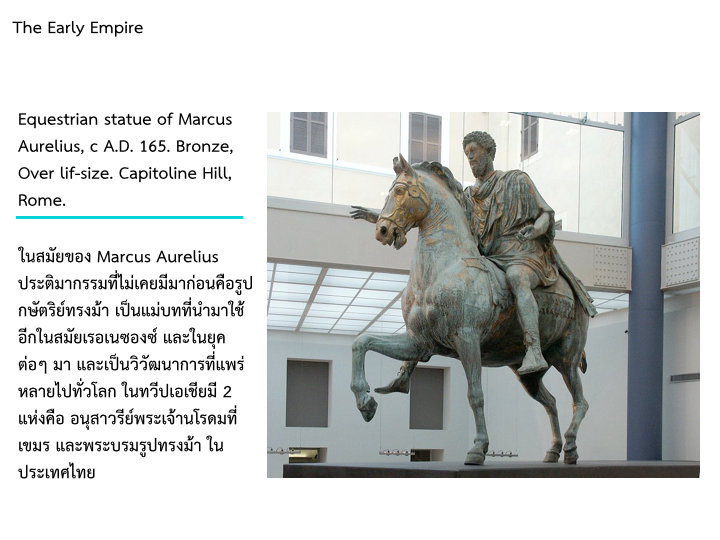 The Early Empire
Equestrian statue of Marcus
Aurelius, c A.D. 165. Bronze,
Over lif-size. Capitoline Hill,
Rome.
ในสมัยของ Marcus Aurelius
ประติมากรรมที่ไม่เคยมีมาก่อนคือรูป
กษัตริย์ทรงม้า เป็นแม่บทที่นำมาใช้
อีกในสมัยเรอเนซองซ์ และในยุค
ต่อๆ มา และเป็นวิวัฒนาการที่แพร่
หลายไปทั่วโลก ในทวีปเอเชียมี 2
แห่งคือ อนุสาวรีย์พระเจ้านโรดมที่
เขมร และพระบรมรูปทรงม้า ใน
ประเทศไทย